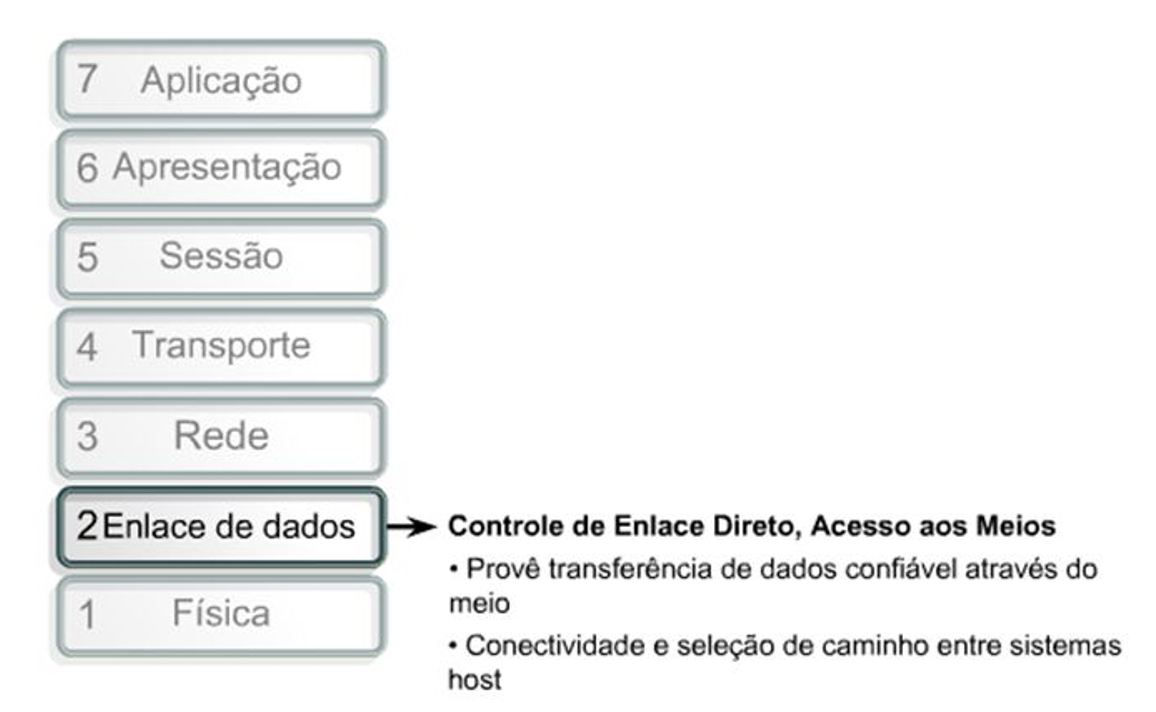 7 Aplicação
6 Apresentação
5 Sessão
4 Transporte
3 Rede
2 Enlace de dados
Controle de Enlace Direto, Acesso aos Meios
• Provê transferência de dados confiável através do
meio
• Conectividade e seleção de caminho entre sistemas
host
1 Física